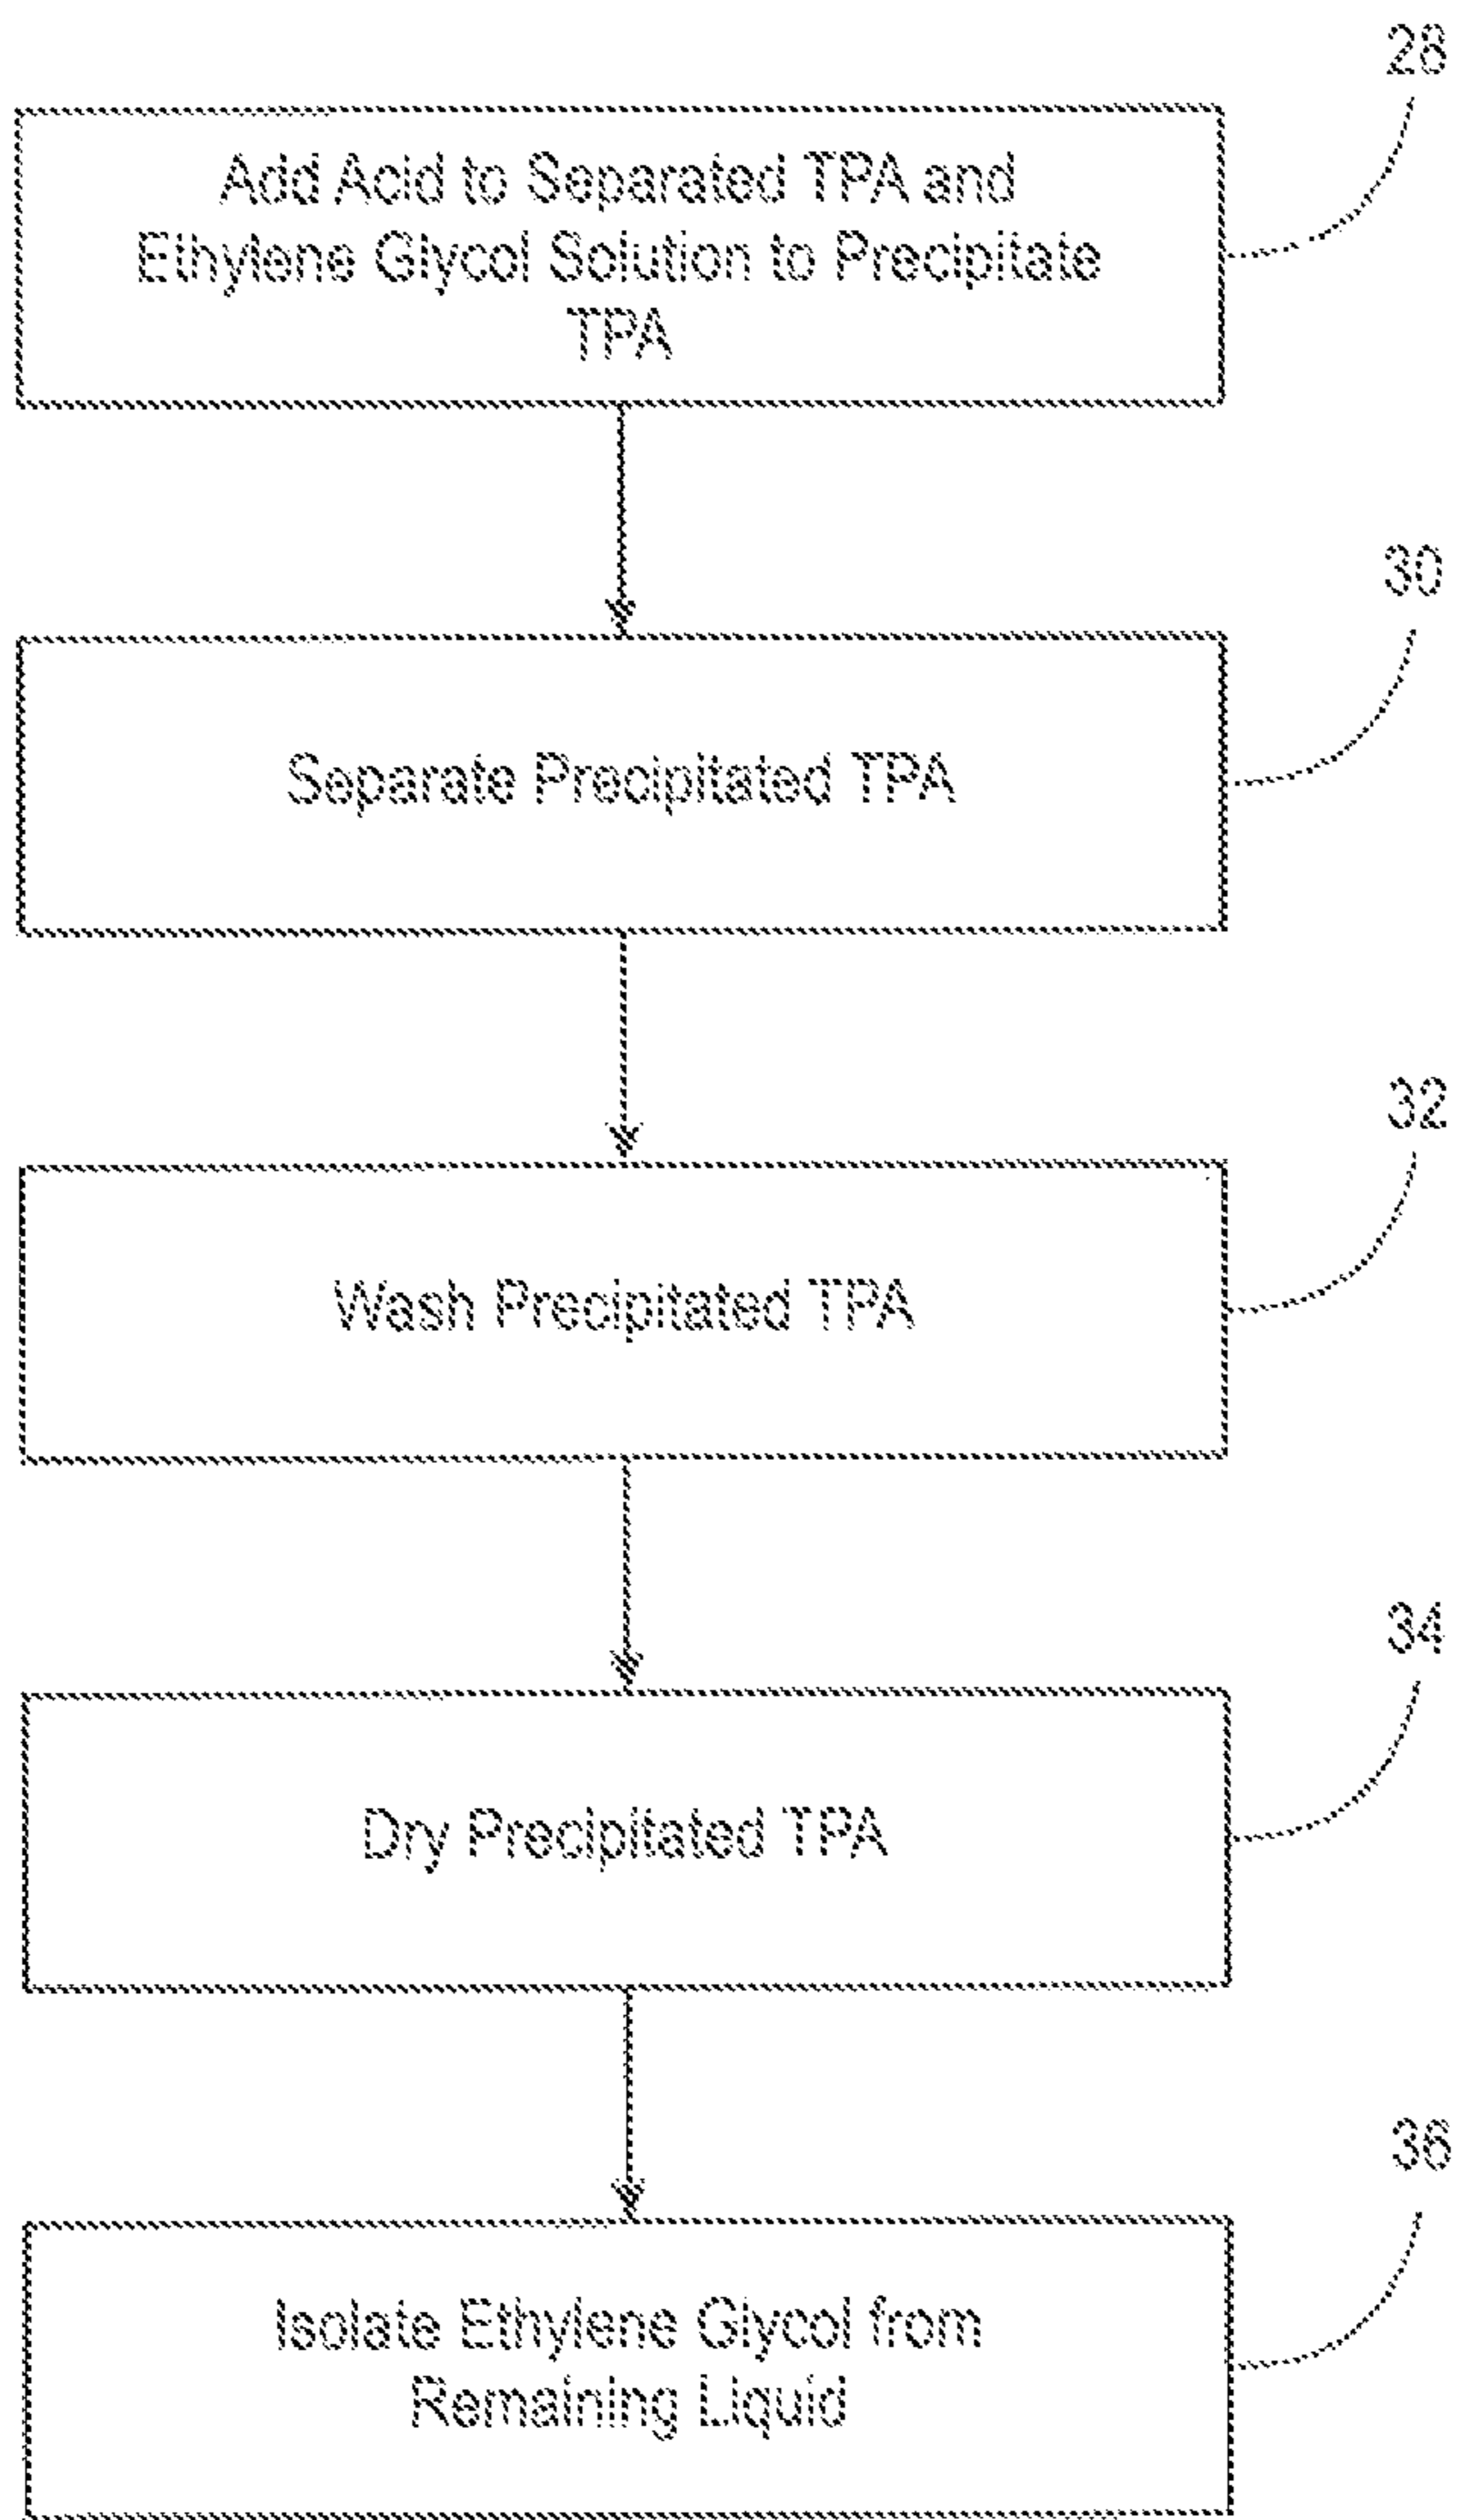 28
Add Acid to Separated TPA and
Ethylene Glycol Solution to Precipitate
TPA
30
Separate Precipitated TPA
32
Wash Precipitated TPA
34
Dry Precipitated TPA
36
Isolate Ethylene Glycol from
Remaining Liquid